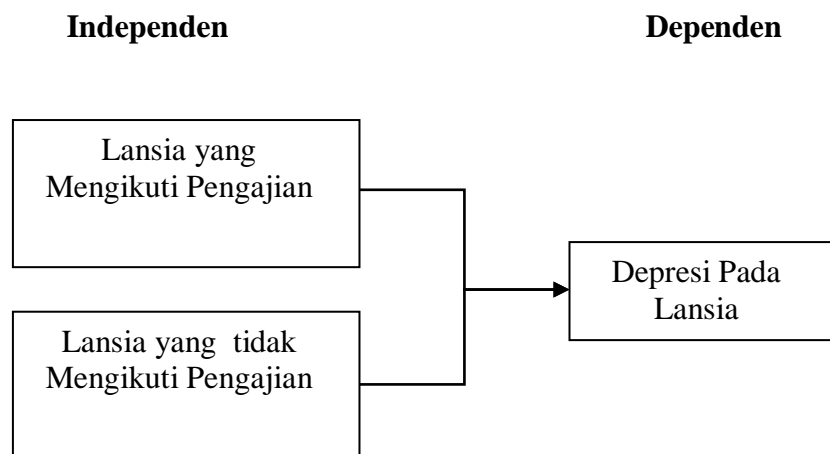 Independen
Dependen
Lansia yang
Mengikuti Pengajian
Lansia yang tidak
Mengikuti Pengajian
Depresi Pada
Lansia